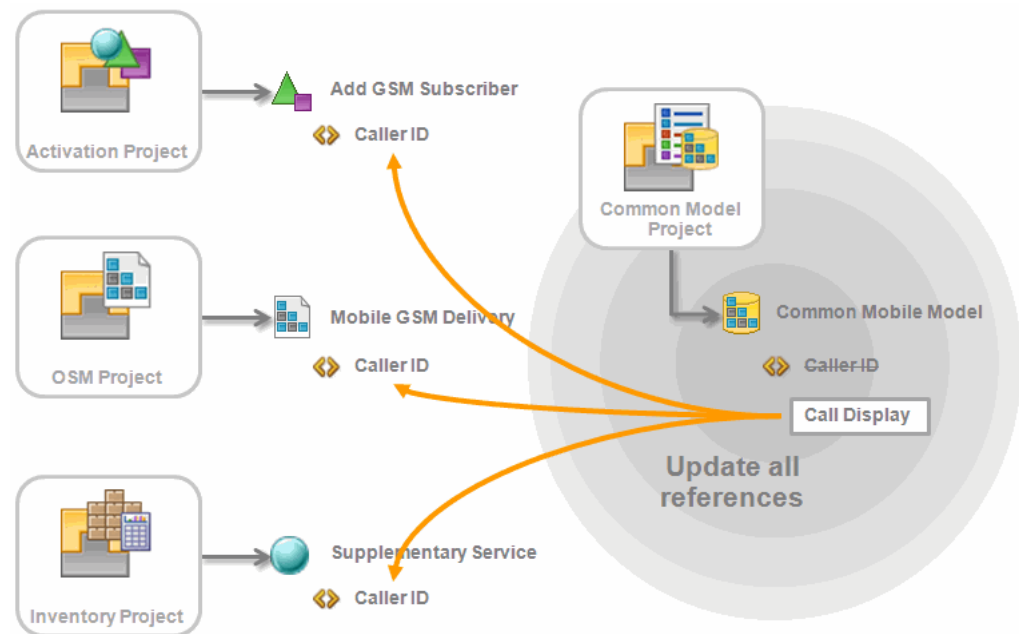 Activation Project
Add GSM Subscriber
Caller ID
OSM Project
Mobile GSM Delivery
Caller ID
Inventory Project
Supplementary Service
Caller ID
Common Model
Project
Common Mobile Model
Caller ID
Call Display
Update all
references